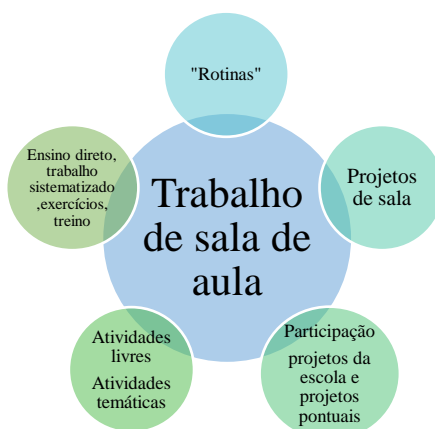 "Rotinas"
Ensino direto,
trabalho
sistematizado
,exercícios,
treino
Trabalho
de sala de
aula
Projetos
de sala
Atividades
livres
Atividades
temáticas
Participação
projetos da
escola e
projetos
pontuais